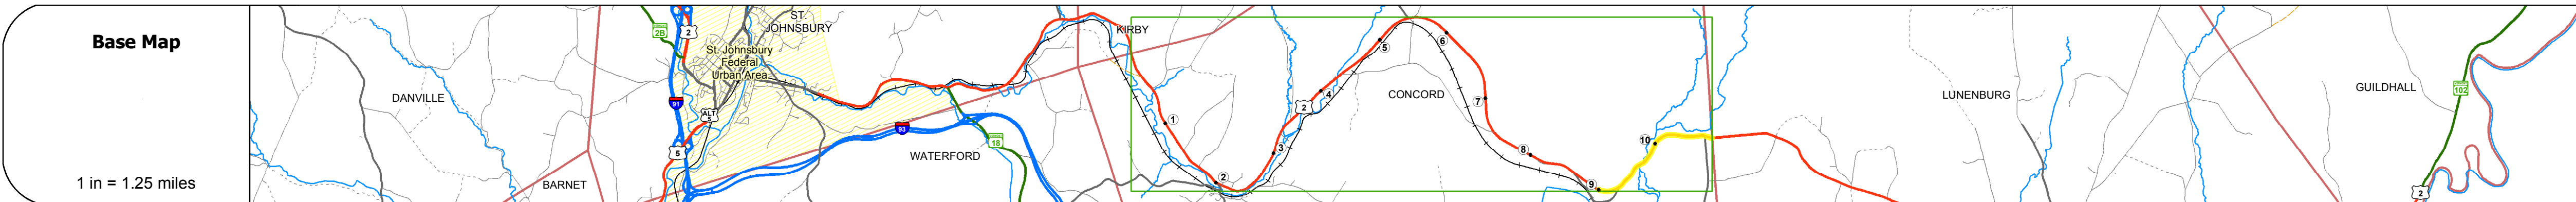 Base Map
1 in = 1.25 miles
DANVILLE
BARNET
2B
2
ST.
JOHNSBURY
St. Johnsbury
Federal
Urban Area
91
ALT
5
5
93
WATERFORD
18
KIRBY
1
2
3
2
4
5
6
CONCORD
7
8
9
10
LUNENBURG
GUILDHALL
102
2